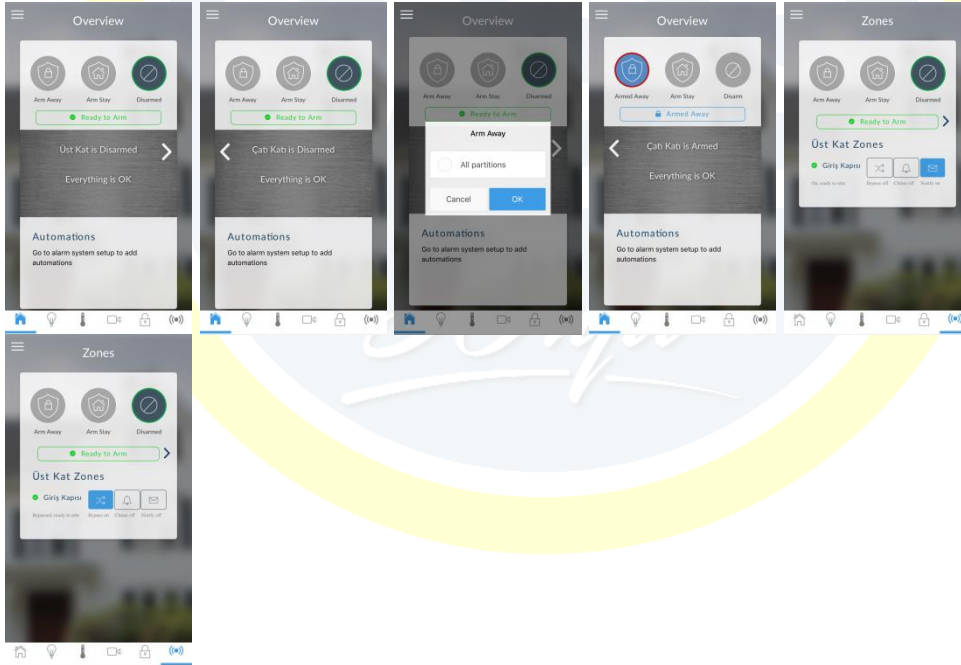 Overview
Arm Away Arm Stay Disarmed
Ready to Arm
Üst Kat is Disarmed
Everything is OK
Automations
Go to alarm system setup to add
automations
Overview
Arm Away Arm Stay Disarmed
Ready to Arm
Çatı Katı is Disarmed
Everything is OK
Automations
Go to alarm system setup to add
automations
Overview
Arm Away Arm Stay Disarmed
Ready to Arm
Arm Away
All partitions
Cancel OK
Automations
Go to alarm system setup to add
automations
Overview
Armed Away Arm Stay Disarm
Armed Away
Çatı Katı is Armed
Everything is OK
Automations
Go to alarm system setup to add
automations
Zones
Arm Away Arm Stay Disarmed
Ready to Arm
Üst Kat Zones
Giriş Kapısı
Ok, ready to arm Bypass off Chime off Notify on
Zones
Arm Away Arm Stay Disarmed
Ready to Arm
Üst Kat Zones
Giriş Kapısı
Bypassed, ready to arm Bypass on Chime off Notify off